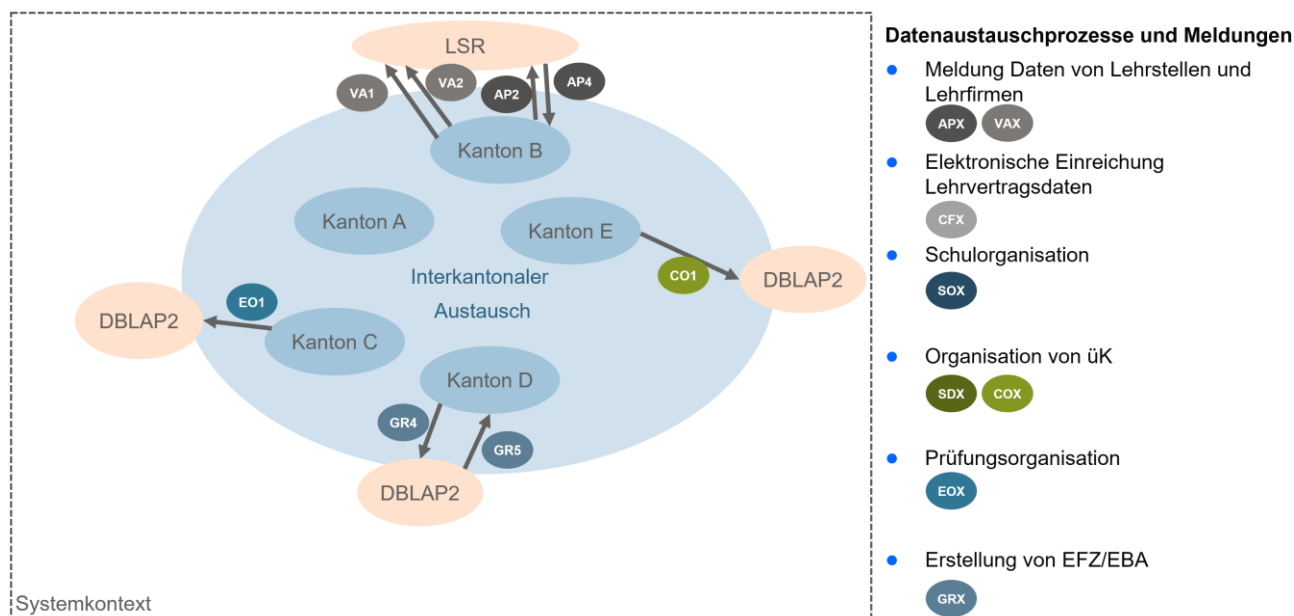 LSR
VA1
VA2
AP2
AP4
Kanton B
Kanton A
Kanton E
Interkantonaler
Austausch
CO1
DBLAP2
EO1
DBLAP2
Kanton C
Kanton D
GR4
GR5
DBLAP2
Systemkontext
Datenaustauschprozesse und Meldungen
Meldung Daten von Lehrstellen und
Lehrfirmen
APX VAX
Elektronische Einreichung
Lehrvertragsdaten
CFX
Schulorganisation
SOX
Organisation von üK
SDX COX
Prüfungsorganisation
EOX
Erstellung von EFZ/EBA
GRX